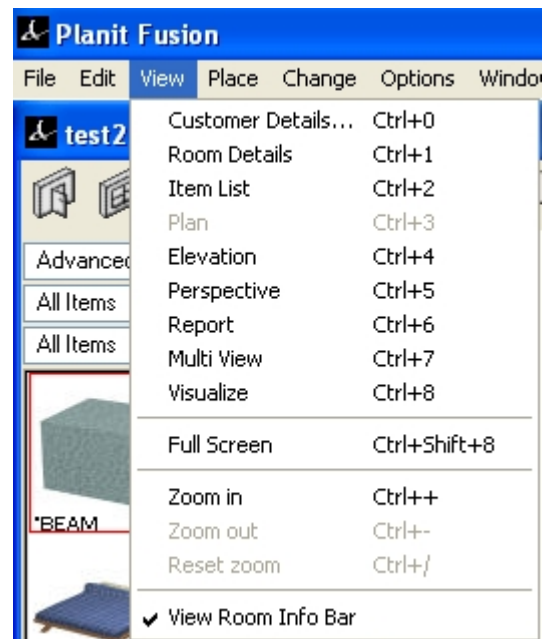 Planit Fusion
File Edit View Place Change Options
test2
Customer Details... Ctrl+0
Room Details Ctrl+1
Item List Ctrl+2
Plan Ctrl+3
Advanced
Elevation Ctrl+4
Perspective Ctrl+5
All Items
Report Ctrl+6
All Items
Multi View Ctrl+7
Visualize Ctrl+8
Full Screen Ctrl+Shift+8
Zoom in Ctrl++
*BEAM
Zoom out Ctrl+-
Reset zoom Ctrl+/
✓ View Room Info Bar